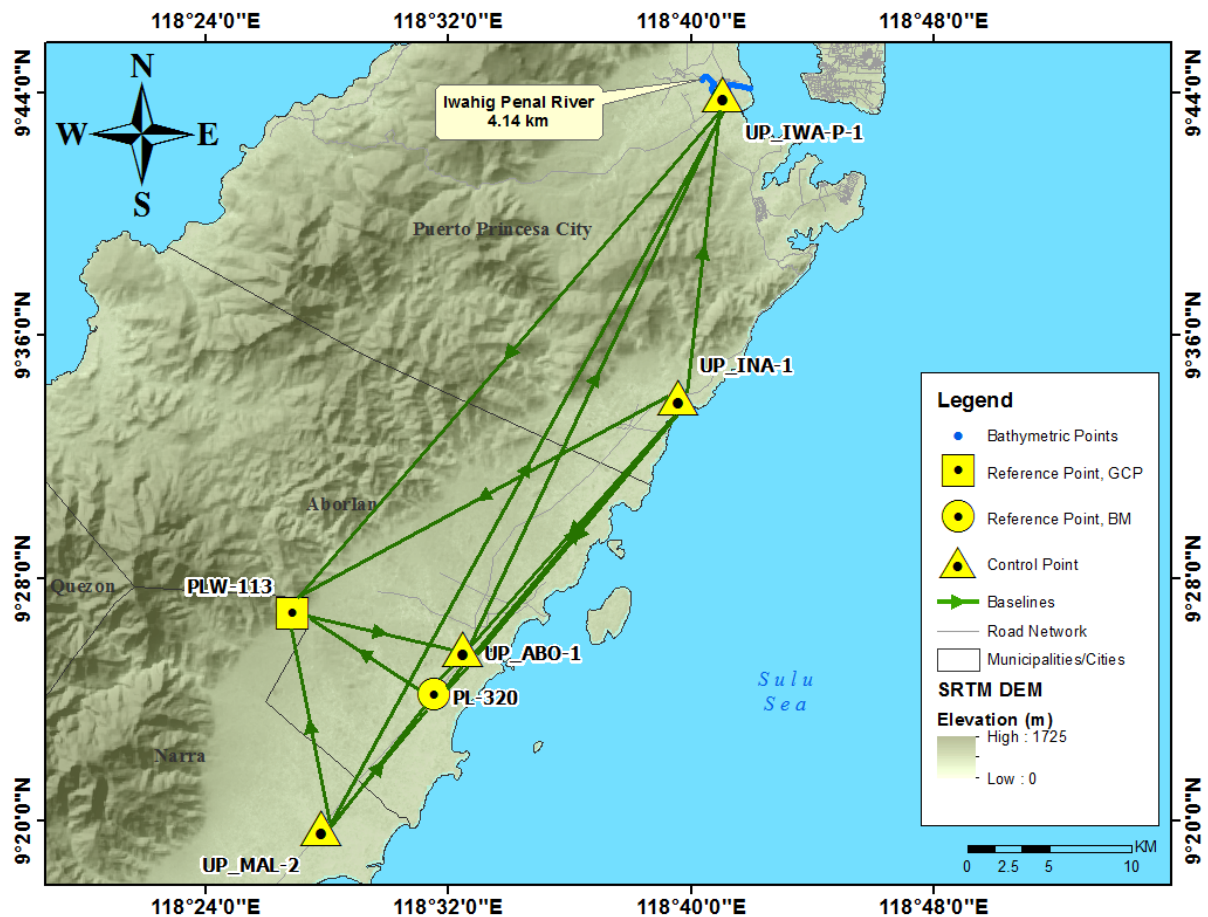 118°24'0"E 118°32'0"E 118°40'0"E 118°48'0"E
N
W E
S
9°44'0"N 9°44'0"N
Iwahig Penal River
4.14 km
UP_IWA-P-1
Puerto Princesa City
9°36'0"N 9°36'0"N
UP_INA-1
Aborlan
9°28'0"N 9°28'0"N
Quezon
PLW-113
UP_ABO-1
PL-320
Sulu
Sea
Narra
9°20'0"N 9°20'0"N
UP_MAL-2
Legend
Bathymetric Points
Reference Point, GCP
Reference Point, BM
Control Point
Baselines
Road Network
Municipalities/Cities
SRTM DEM
Elevation (m)
High : 1725
Low : 0
KM
0 2.5 5 10
118°24'0"E 118°32'0"E 118°40'0"E 118°48'0"E